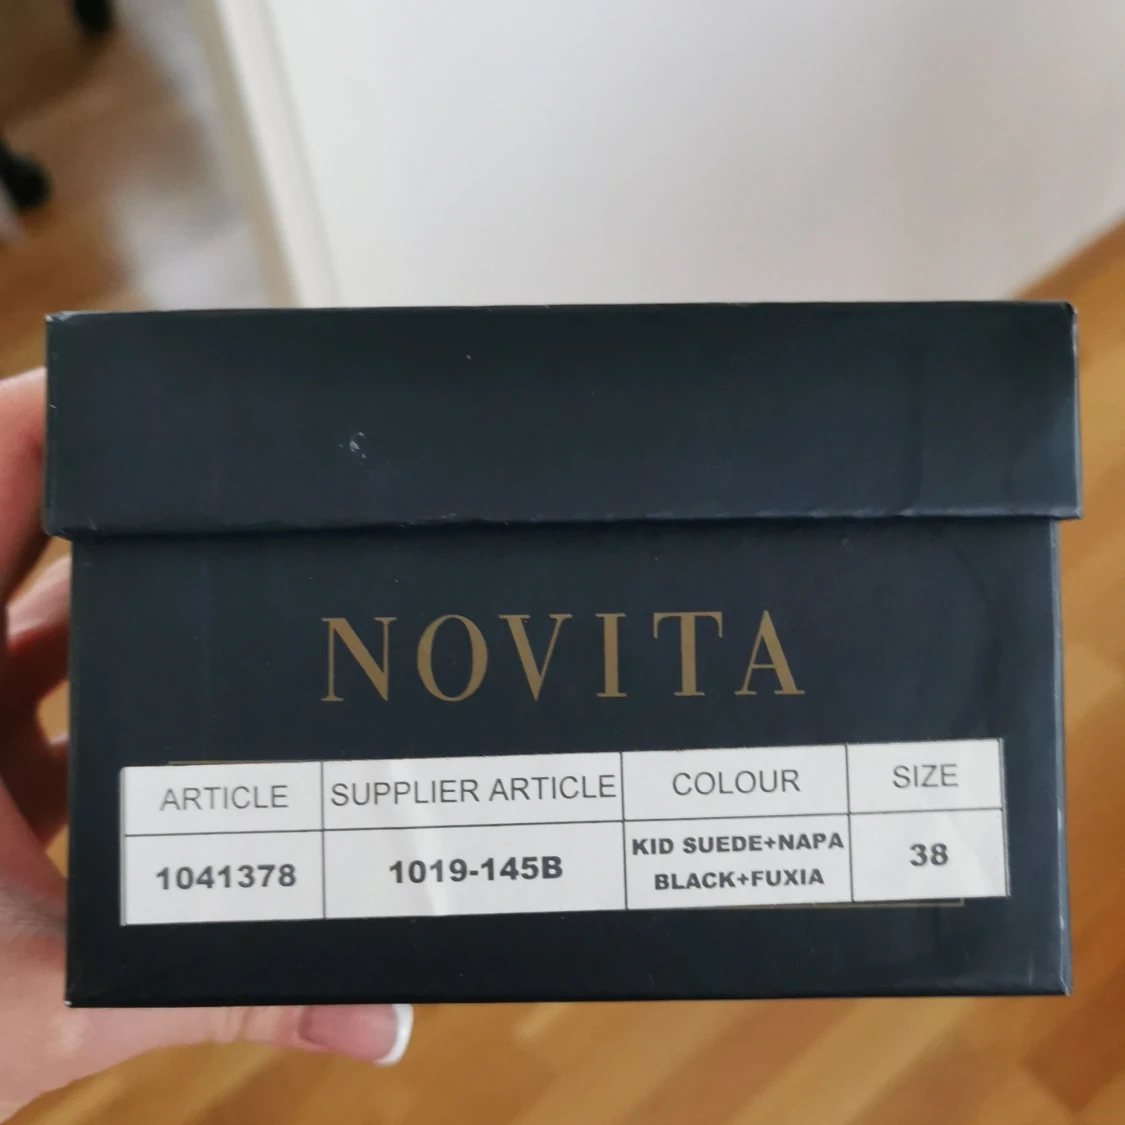 NOVITA
ARTICLE SUPPLIER ARTICLE COLOUR SIZE
1041378 1019-145B KID SUEDE+NAPA BLACK+FUXIA 38